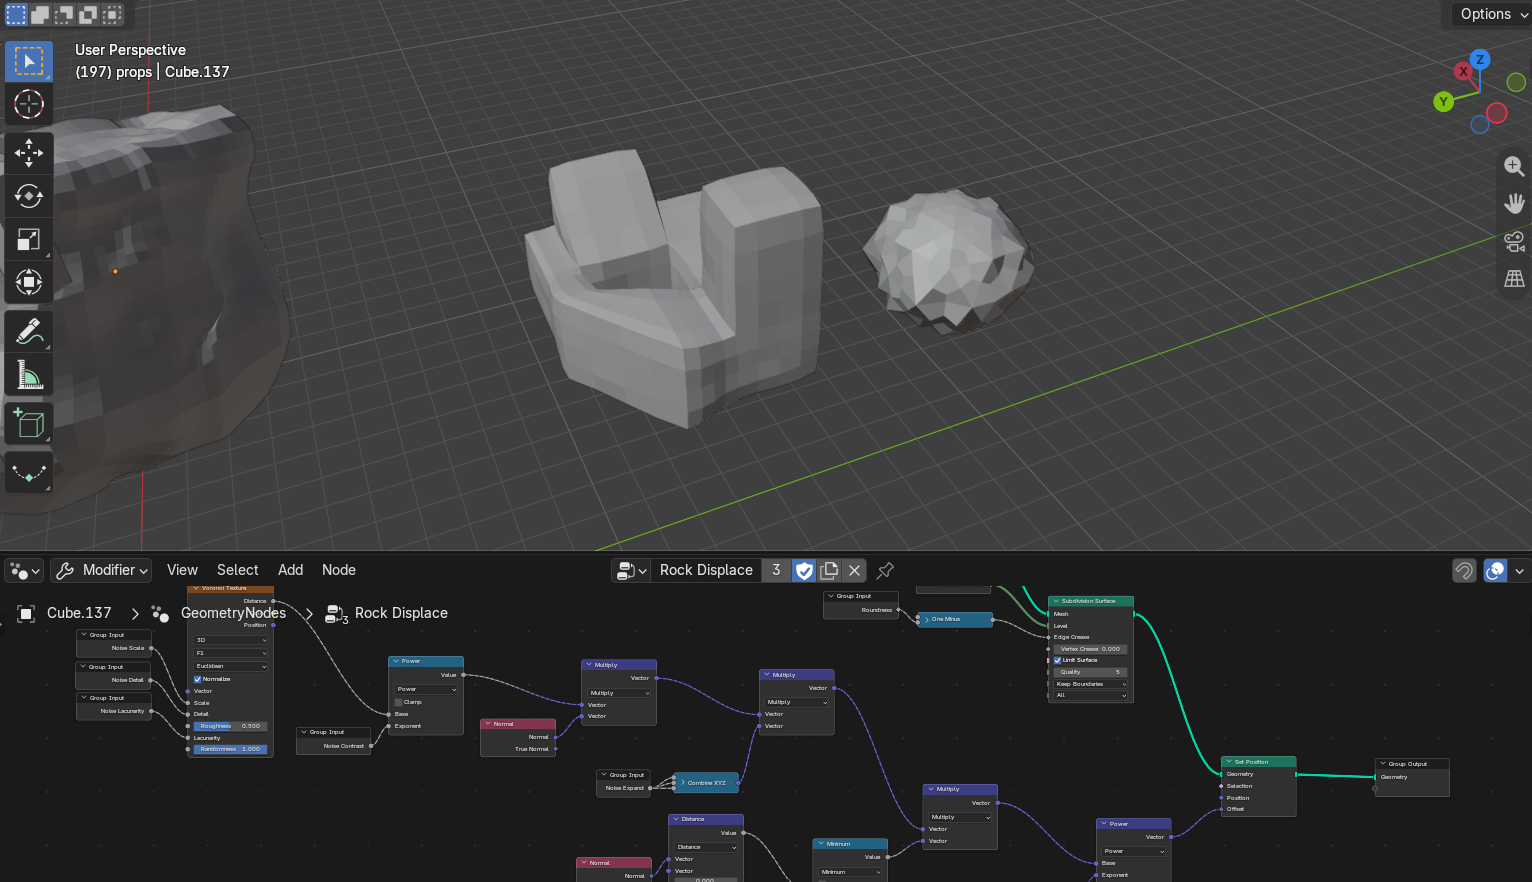 Options
User Perspective
(197) props | Cube.137
Z
X
Y
Modifier
View
Select
Add
Node
Rock Displace
3
Cube.137
GeometryNodes
Rock Displace
Voronoi Texture
Distance
Position
3D
F1
Euclidean
Normalize
Vector
Scale
Detail
Roughness 0.500
Lacunarity
Randomness 1.000
Group Input
Noise Scale
Group Input
Noise Detail
Group Input
Noise Lacunarity
Group Input
Noise Contrast
Power
Value
Power
Clamp
Base
Exponent
Normal
Normal
True Normal
Multiply
Vector
Multiply
Vector
Vector
Group Input
Noise Expand
Combine XYZ
Multiply
Vector
Multiply
Vector
Vector
Normal
Normal
Distance
Value
Distance
Vector
Vector
0.000
Minimum
Value
Minimum
Group Input
Roundness
One Minus
Multiply
Vector
Multiply
Vector
Vector
Subdivision Surface
Mesh
Level
Edge Crease
Vertex Crease 0.000
Limit Surface
Quality 5
Keep Boundaries
All
Power
Vector
Power
Base
Exponent
Set Position
Geometry
Selection
Position
Offset
Group Output
Geometry